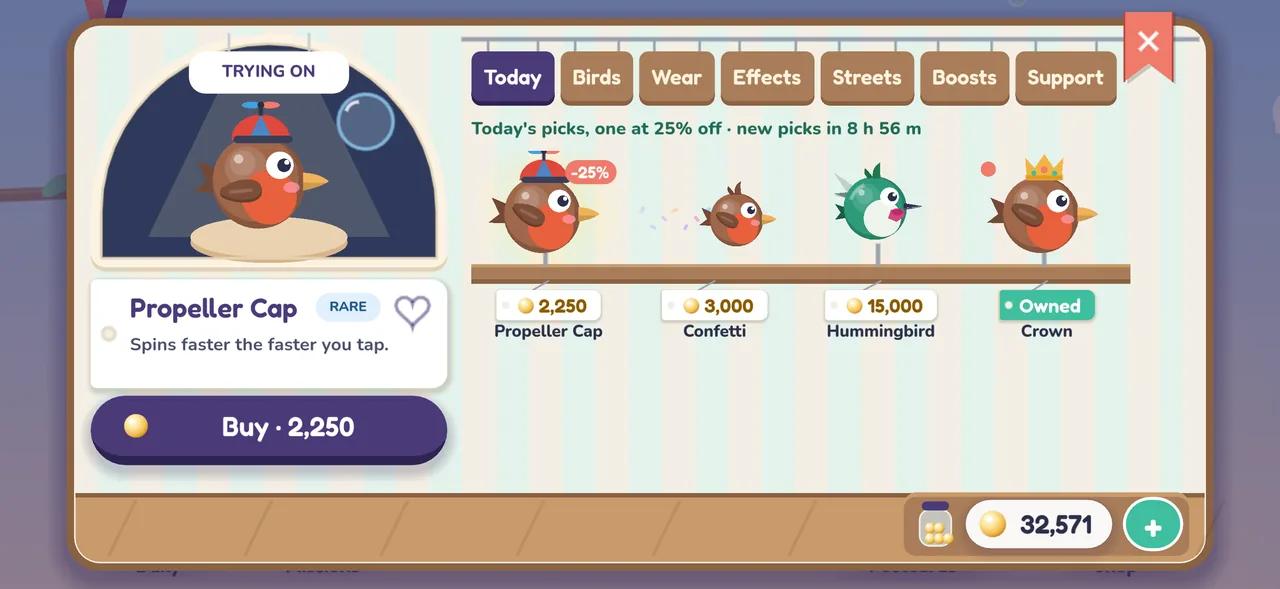 TRYING ON
Today
Birds
Wear
Effects
Streets
Boosts
Support
Today's picks, one at 25% off · new picks in 8 h 56 m
-25%
2,250
3,000
15,000
Owned
Propeller Cap
Confetti
Hummingbird
Crown
Propeller Cap
RARE
Spins faster the faster you tap.
Buy · 2,250
32,571
+